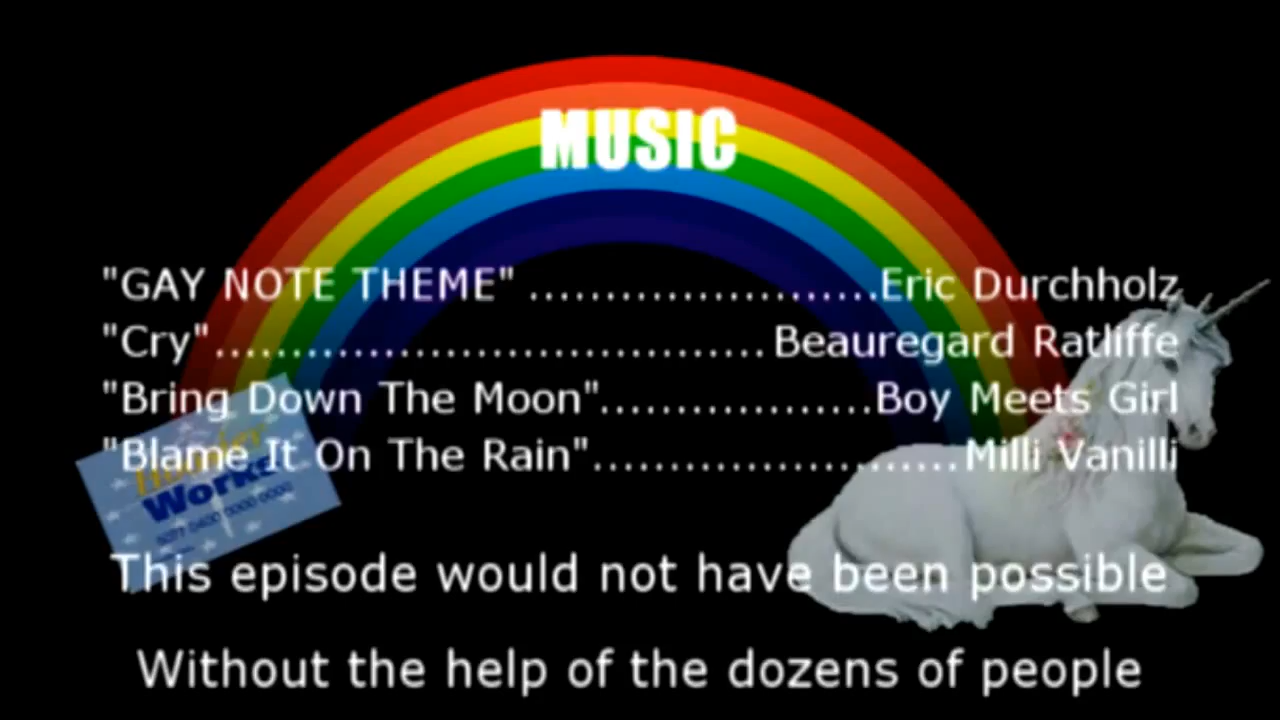 MUSIC
"GAY NOTE THEME" .......................Eric Durchholz
"Cry"....................................Beauregard Ratliffe
"Bring Down The Moon"..................Boy Meets Girl
"Blame It On The Rain"........................Milli Vanilli
Works
This episode would not have been possible
Without the help of the dozens of people